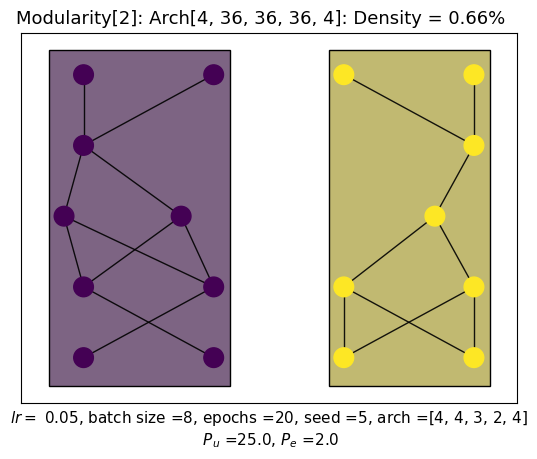 Modularity[2]: Arch[4, 36, 36, 36, 4]: Density = 0.66%
lr = 0.05, batch size =8, epochs =20, seed =5, arch =[4, 4, 3, 2, 4]
P_u =25.0, P_e =2.0